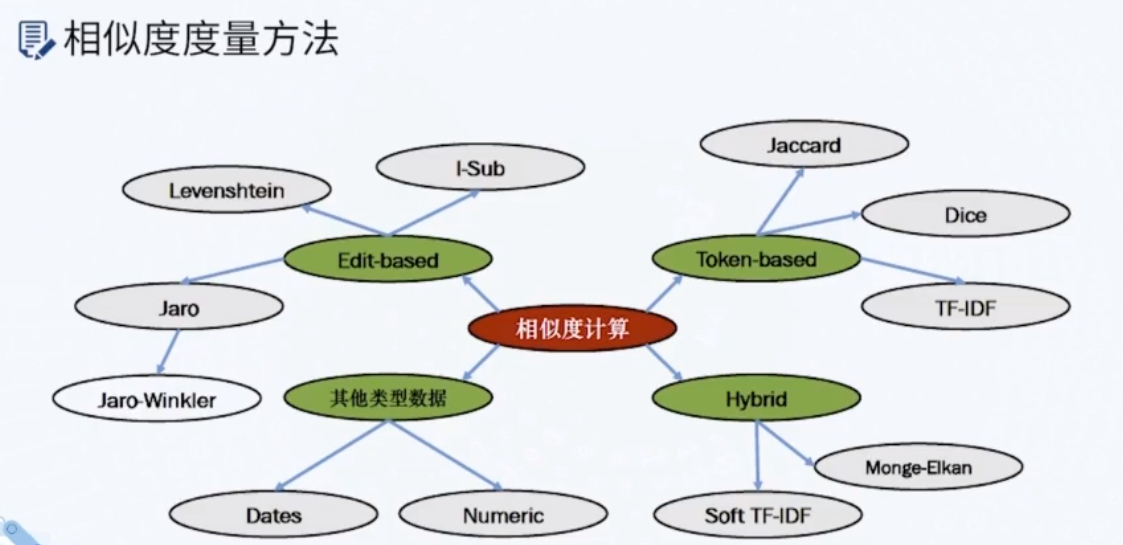 相似度度量方法
Jaccard
I-Sub
Levenshtein
Dice
Edit-based
Token-based
Jaro
TF-IDF
相似度计算
Jaro-Winkler
其他类型数据
Hybrid
Monge-Elkan
Dates
Numeric
Soft TF-IDF